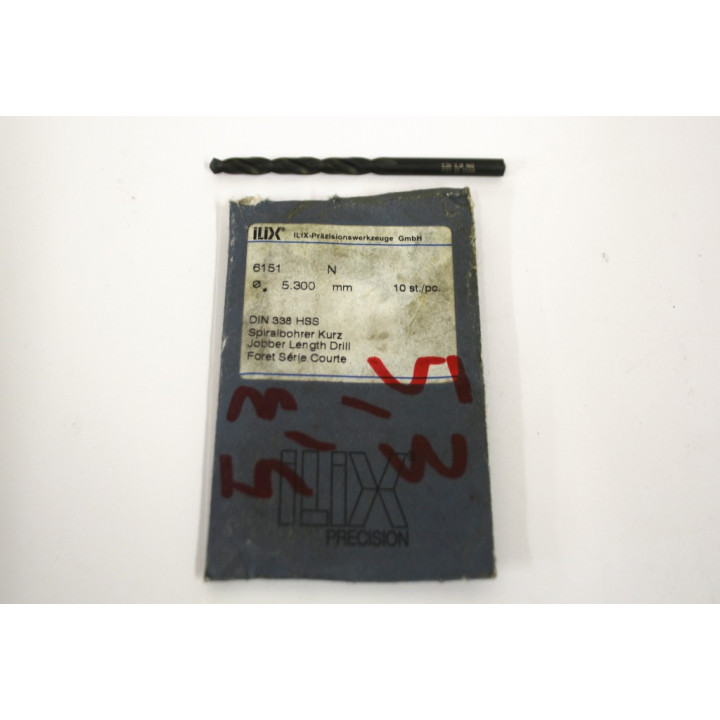 iLiX® iLiX-Präzisionswerkzeuge GmbH
6151 N
Ø. 5.300 mm 10 st./pc.
DIN 338 HSS
Spiralbohrer Kurz
Jobber Length Drill
Foret Série Courte
5,3
5,3
iLiX
PRECISION